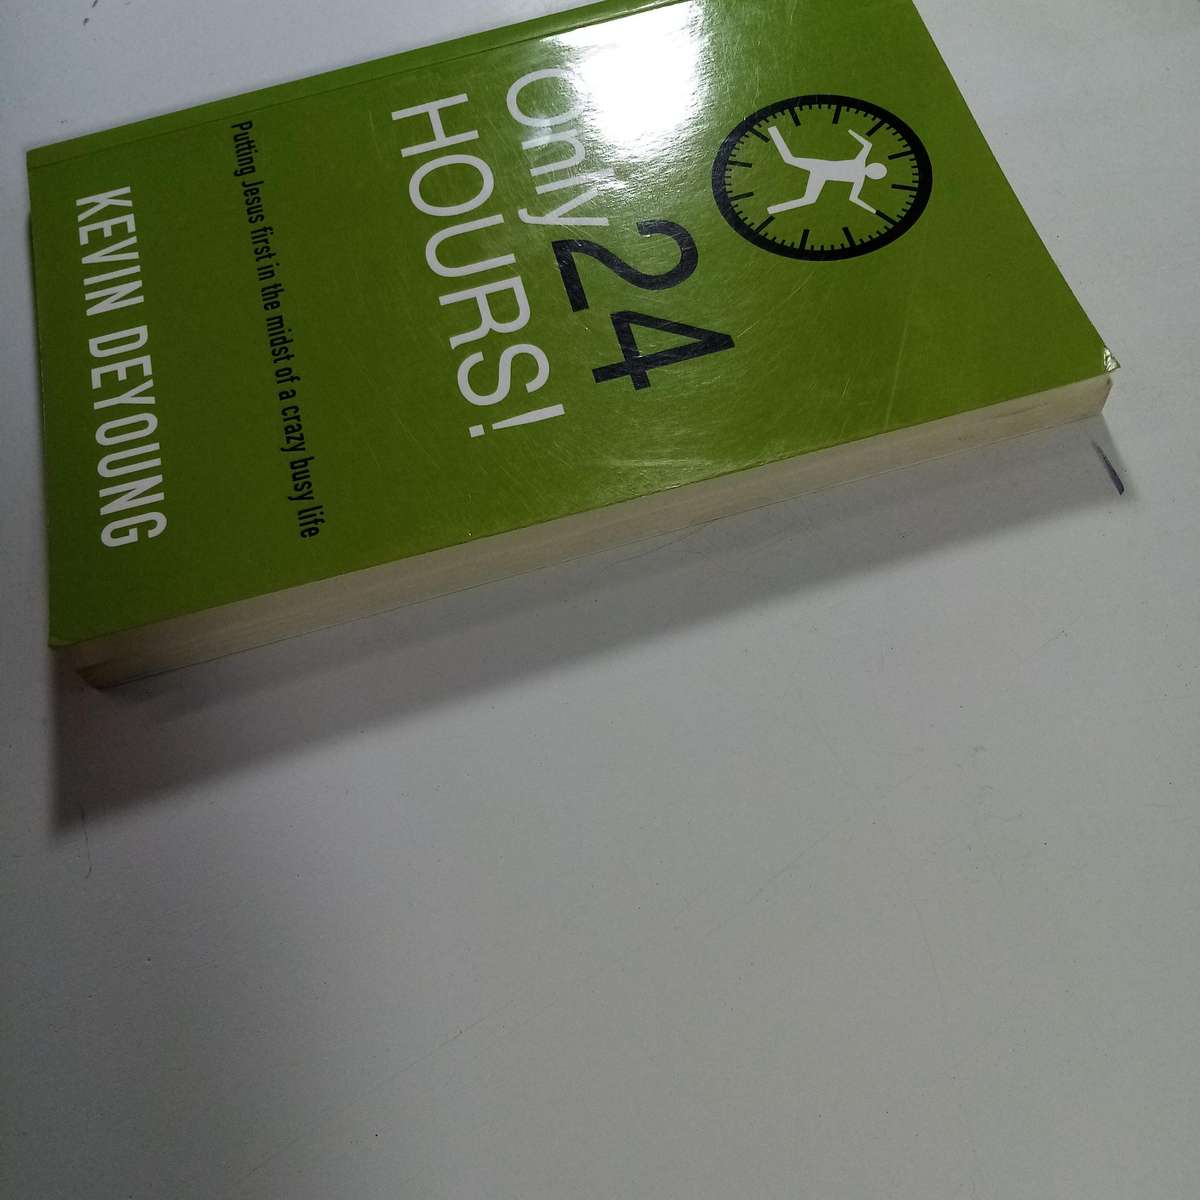 Only 24
HOURS!
Putting Jesus first in the midst of a crazy busy life
KEVIN DEYOUNG